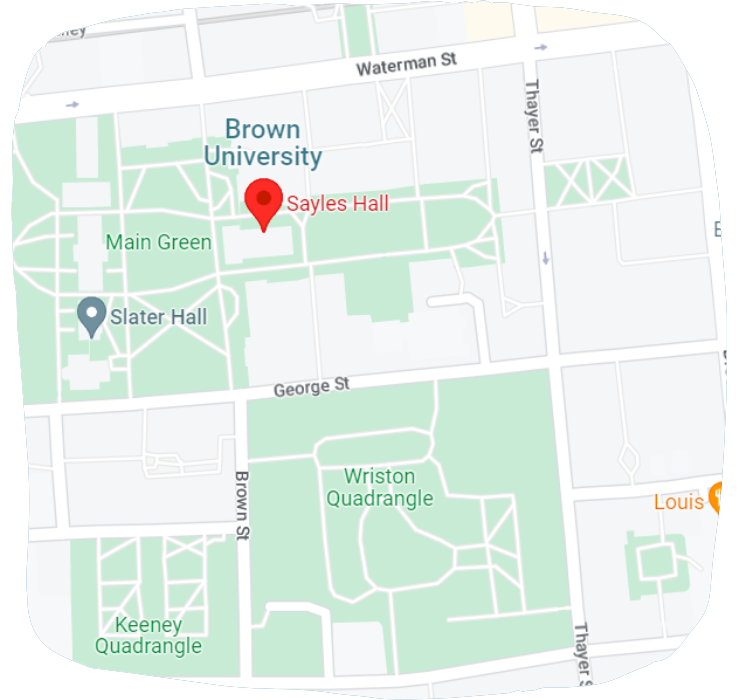 Waterman St
Thayer St
Brown
University
Sayles Hall
Main Green
Slater Hall
George St
Wriston
Quadrangle
Brown St
Louis
Keeney
Quadrangle
Thayer S